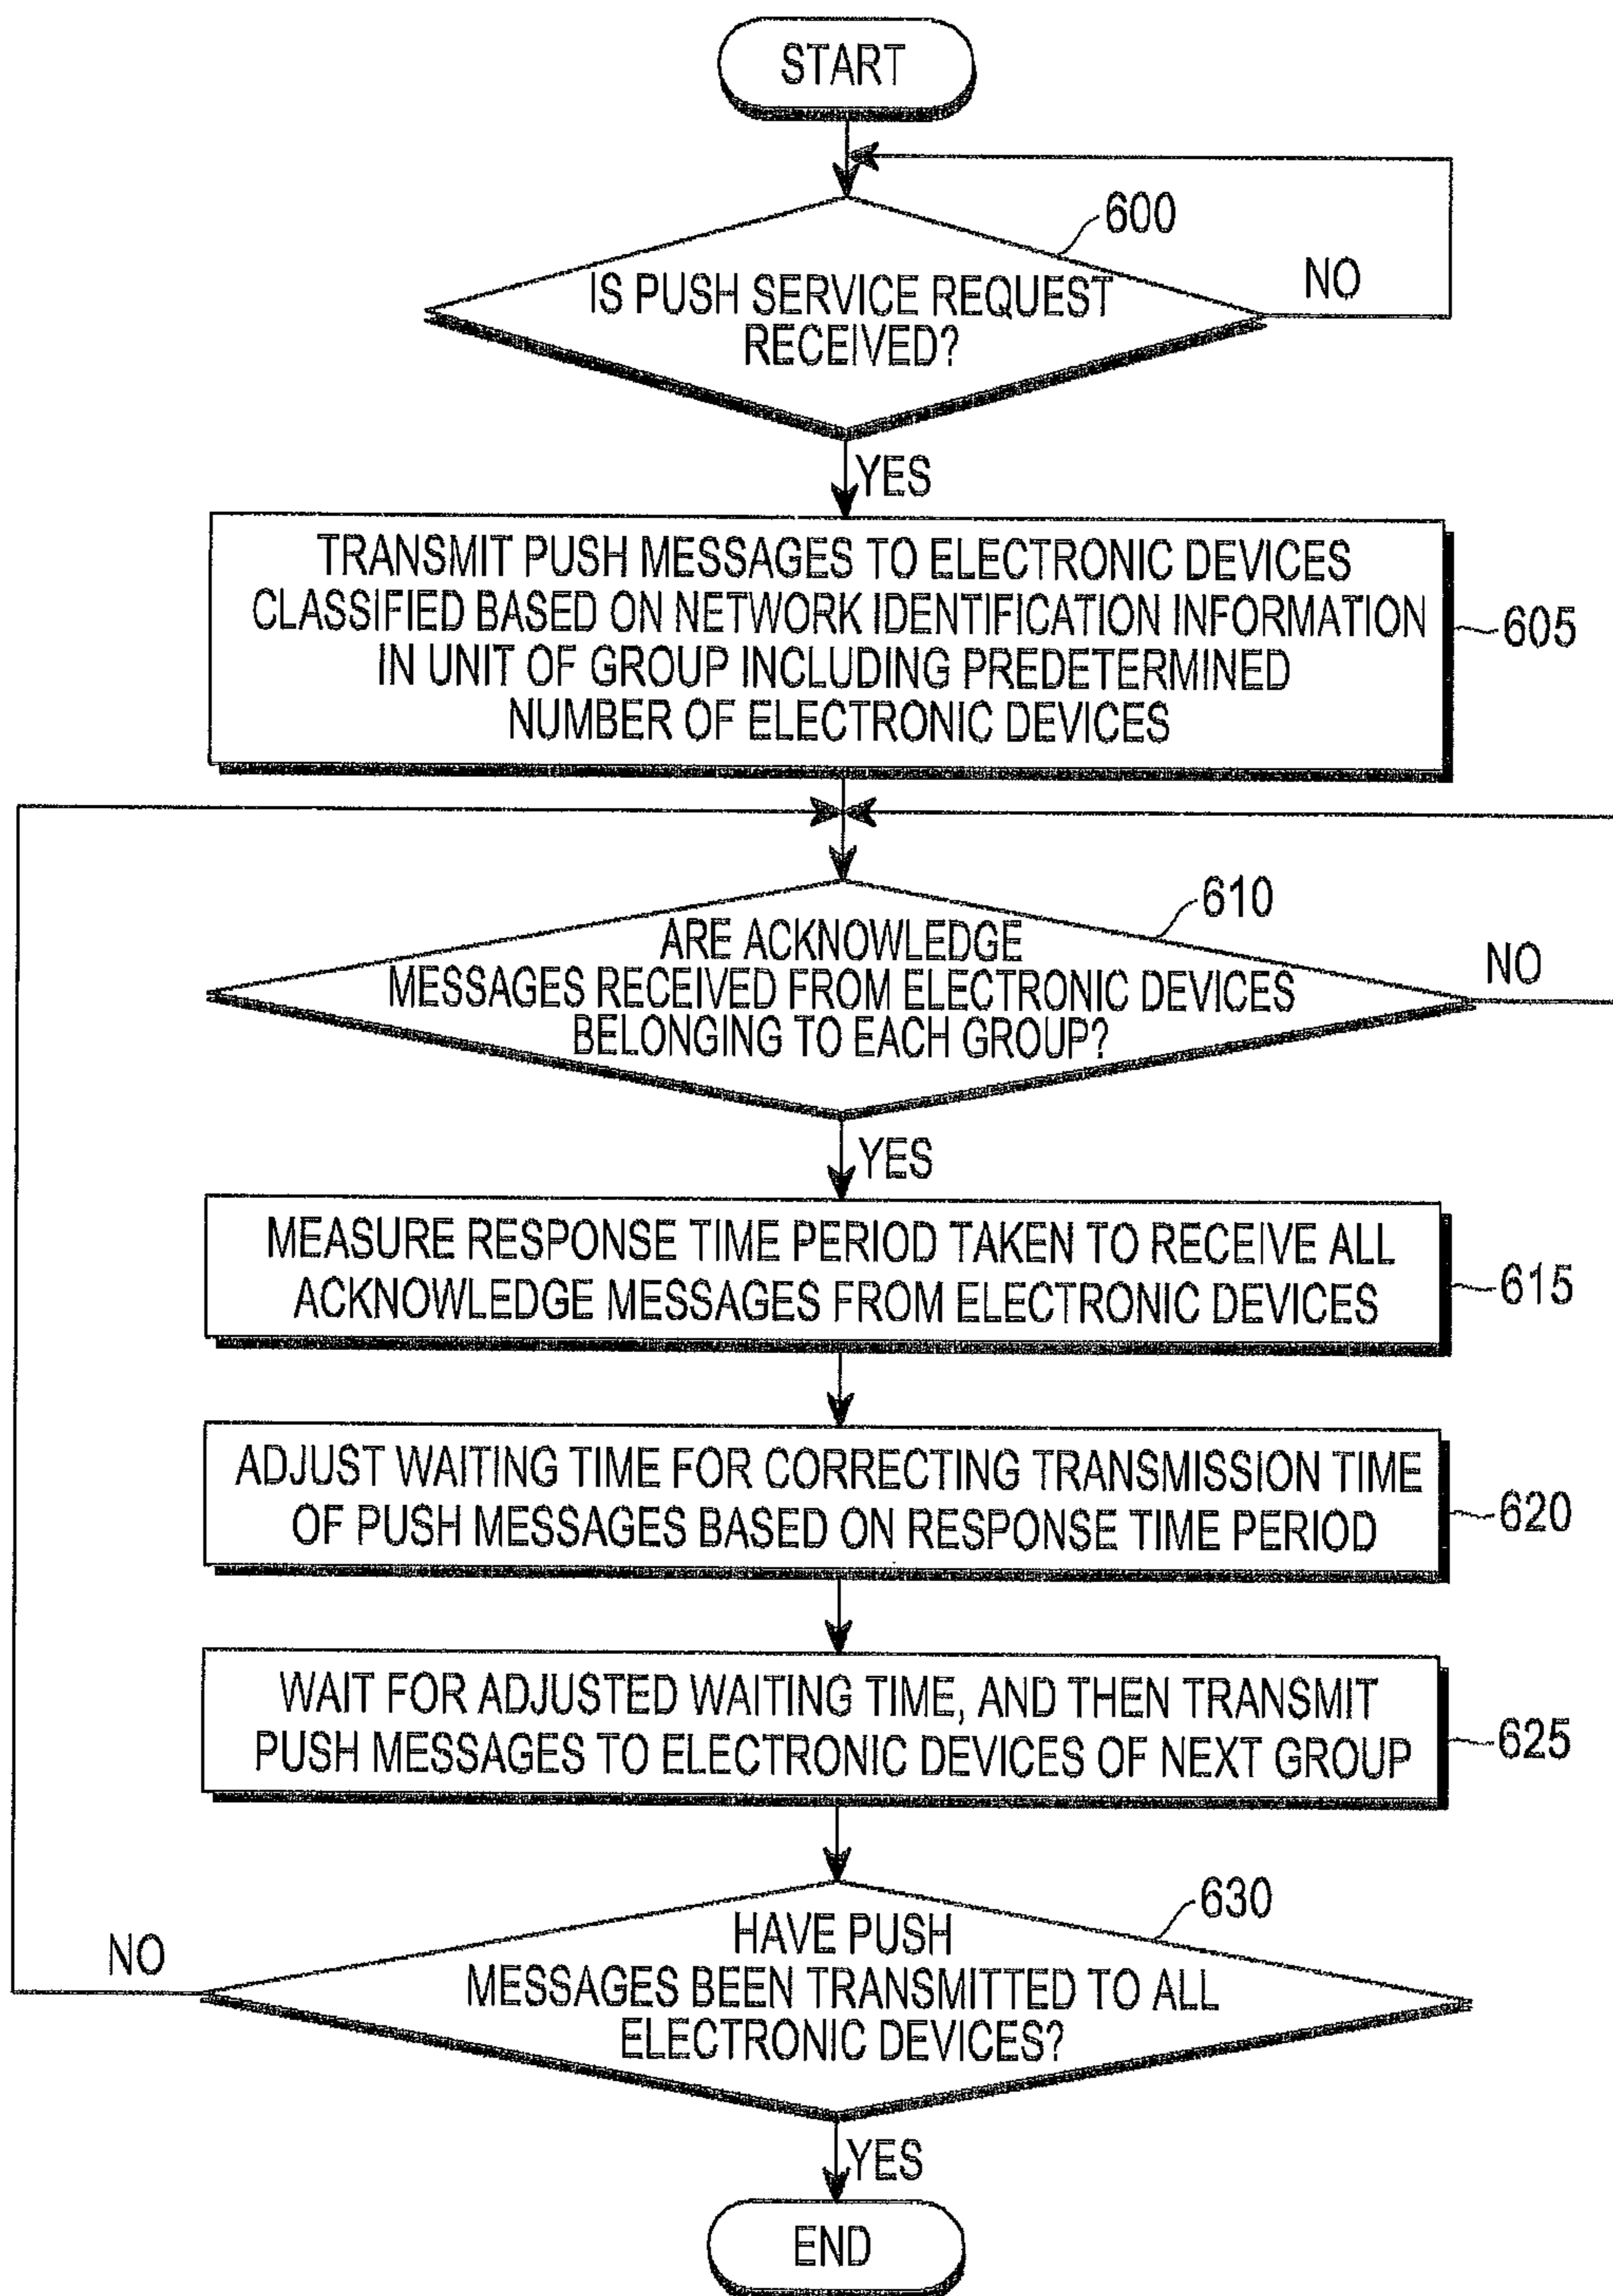 START
600
IS PUSH SERVICE REQUEST
RECEIVED?
NO
YES
TRANSMIT PUSH MESSAGES TO ELECTRONIC DEVICES
CLASSIFIED BASED ON NETWORK IDENTIFICATION INFORMATION
IN UNIT OF GROUP INCLUDING PREDETERMINED
NUMBER OF ELECTRONIC DEVICES
605
610
ARE ACKNOWLEDGE
MESSAGES RECEIVED FROM ELECTRONIC DEVICES
BELONGING TO EACH GROUP?
NO
YES
MEASURE RESPONSE TIME PERIOD TAKEN TO RECEIVE ALL
ACKNOWLEDGE MESSAGES FROM ELECTRONIC DEVICES
615
ADJUST WAITING TIME FOR CORRECTING TRANSMISSION TIME
OF PUSH MESSAGES BASED ON RESPONSE TIME PERIOD
620
WAIT FOR ADJUSTED WAITING TIME, AND THEN TRANSMIT
PUSH MESSAGES TO ELECTRONIC DEVICES OF NEXT GROUP
625
630
HAVE PUSH
MESSAGES BEEN TRANSMITTED TO ALL
ELECTRONIC DEVICES?
NO
YES
END